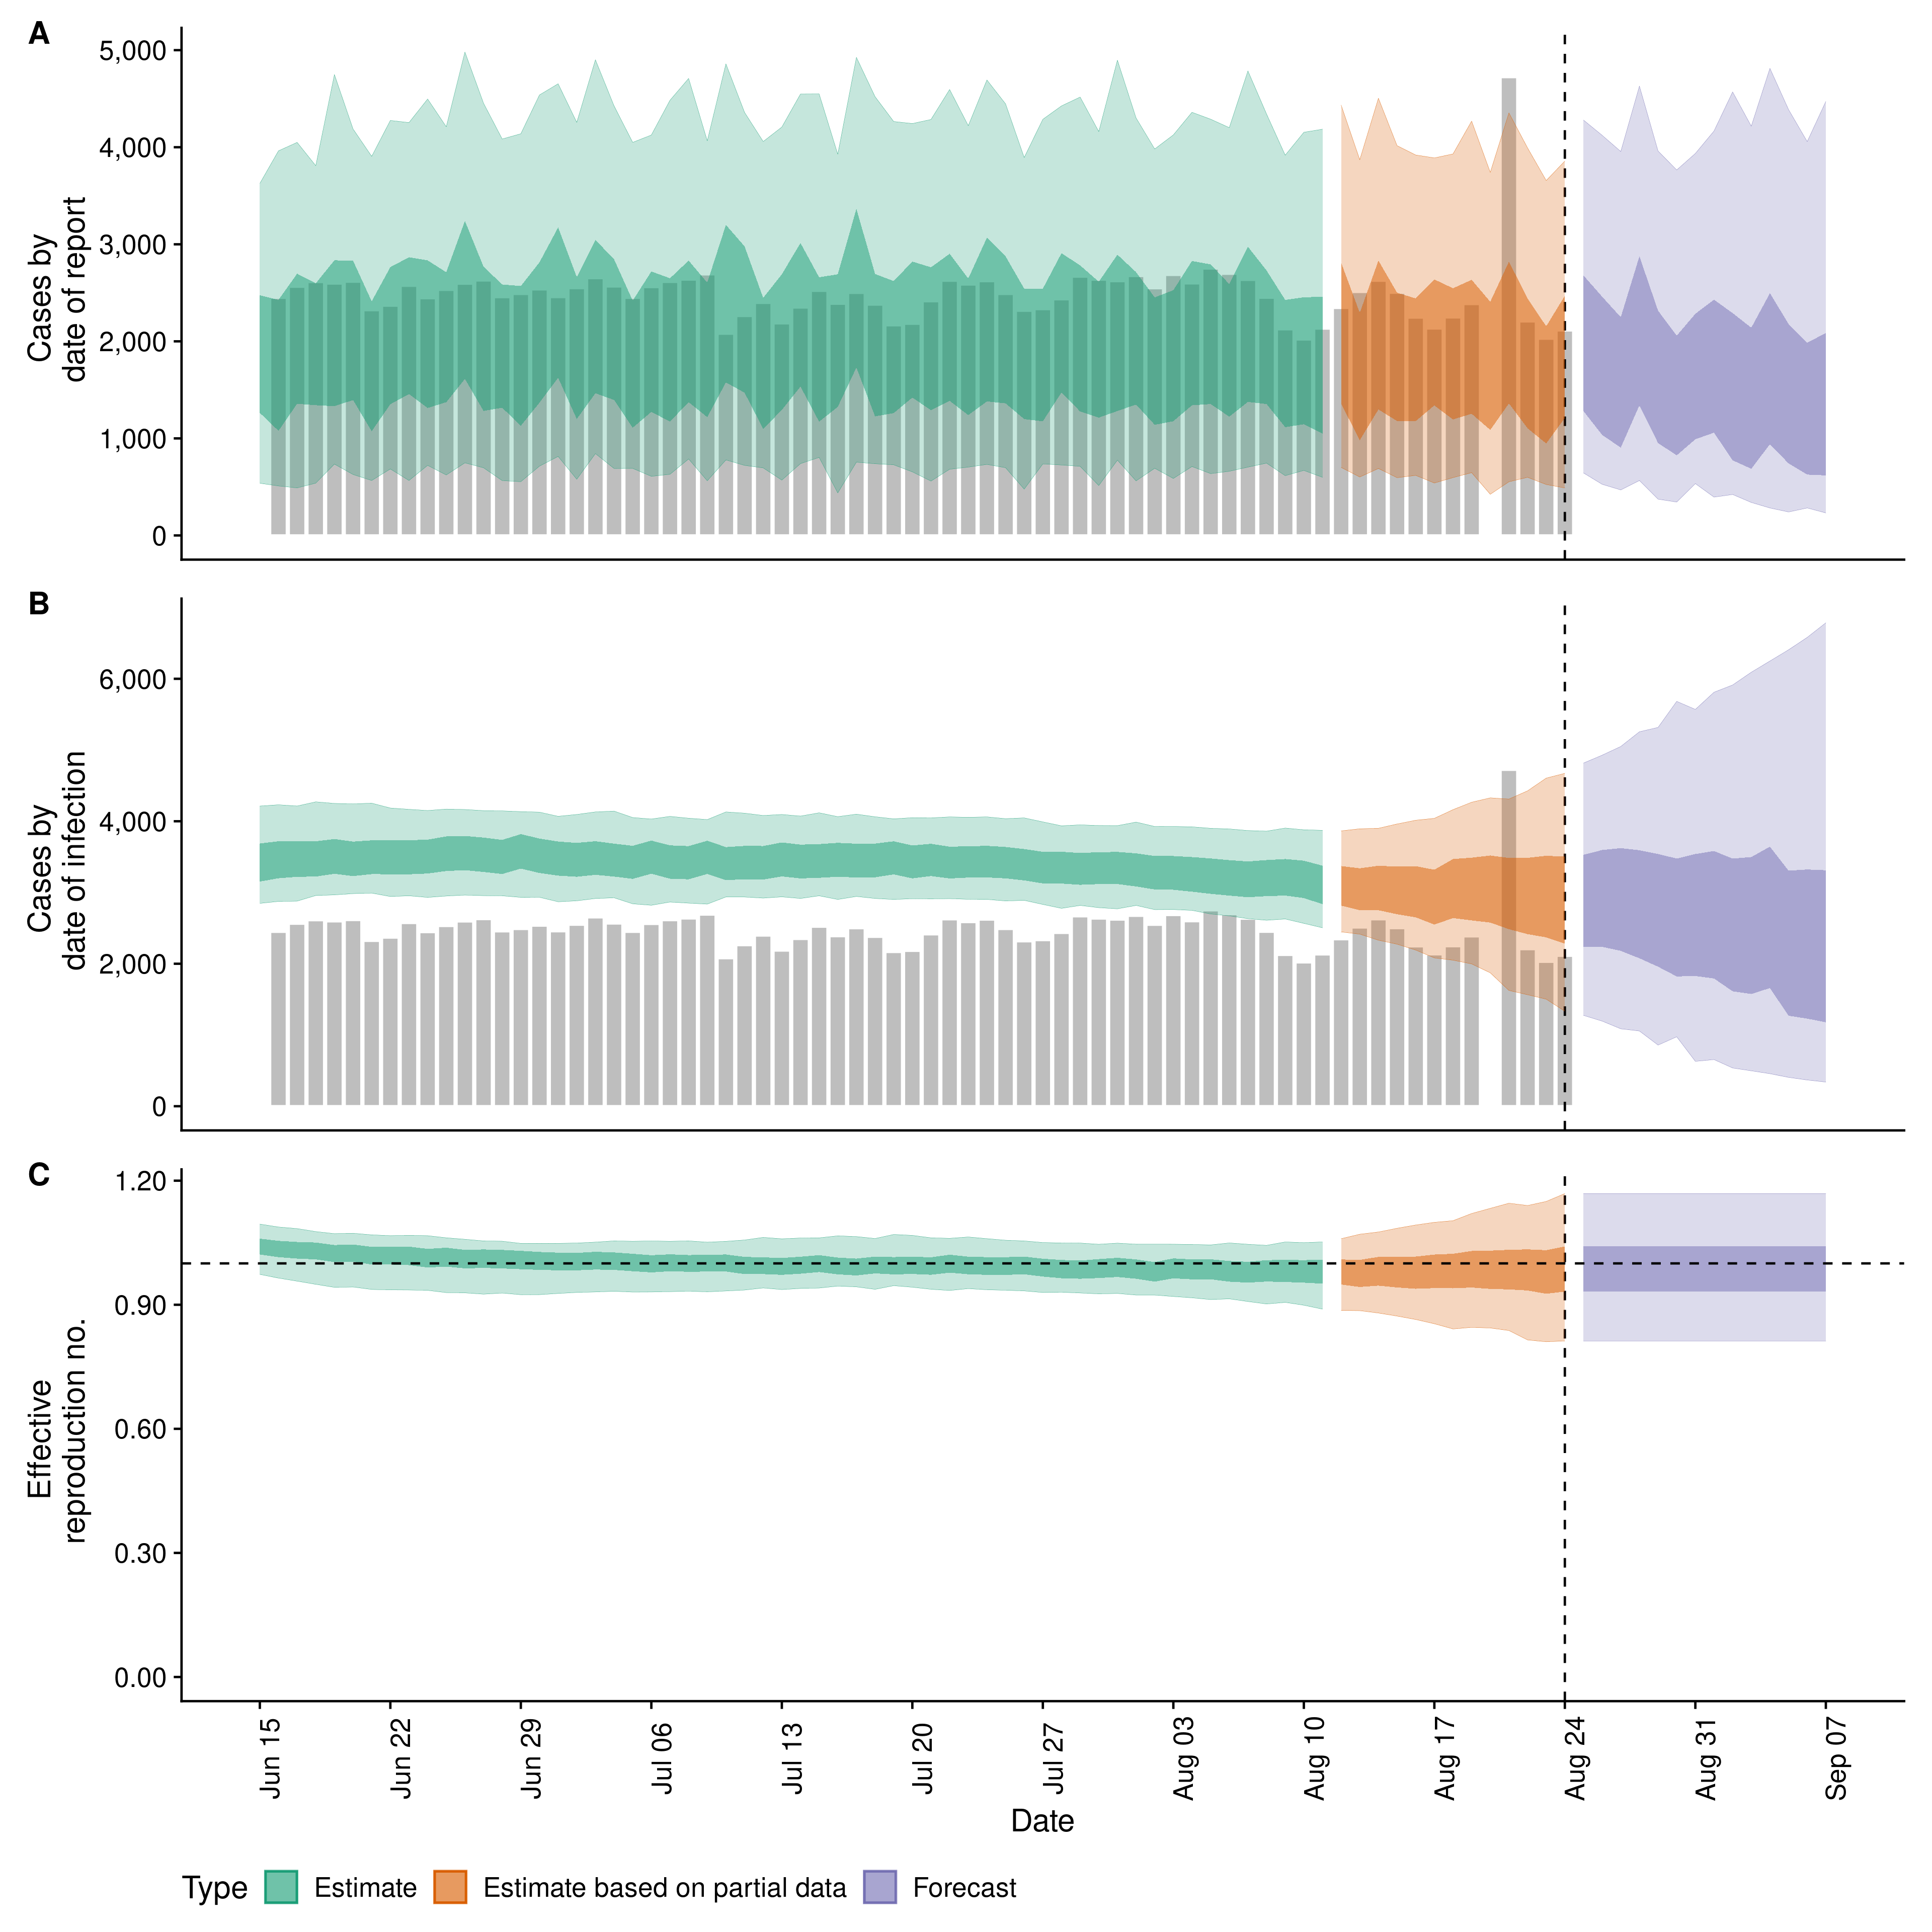 A
Cases by
date of report
5,000
4,000
3,000
2,000
1,000
0
B
Cases by
date of infection
6,000
4,000
2,000
0
C
Effective
reproduction no.
1.20
0.90
0.60
0.30
0.00
Jun 15
Jun 22
Jun 29
Jul 06
Jul 13
Jul 20
Jul 27
Aug 03
Aug 10
Aug 17
Aug 24
Aug 31
Sep 07
Date
Type Estimate Estimate based on partial data Forecast